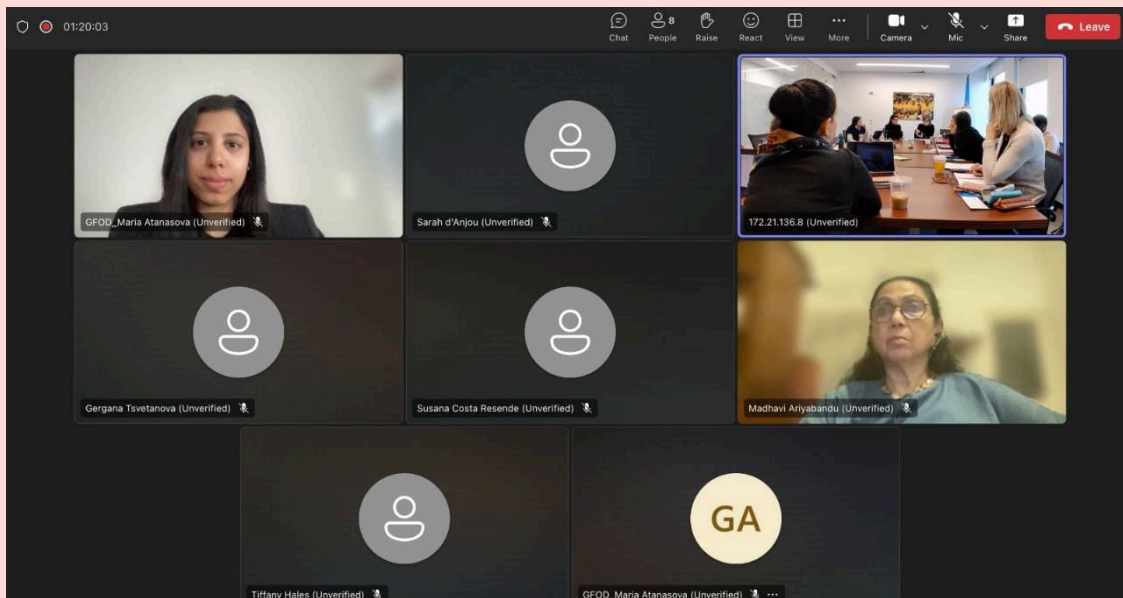 01:20:03
8
Chat People Raise React View More Camera Mic Share Leave
GFOD_Maria Atanasova (Unverified)
Sarah d'Anjou (Unverified)
172.21.136.8 (Unverified)
Gergana Tsvetanova (Unverified)
Susana Costa Resende (Unverified)
Madhavi Ariyabandu (Unverified)
GA
Tiffany Hales (Unverified)
GFOD_Maria Atanasova (Unverified)